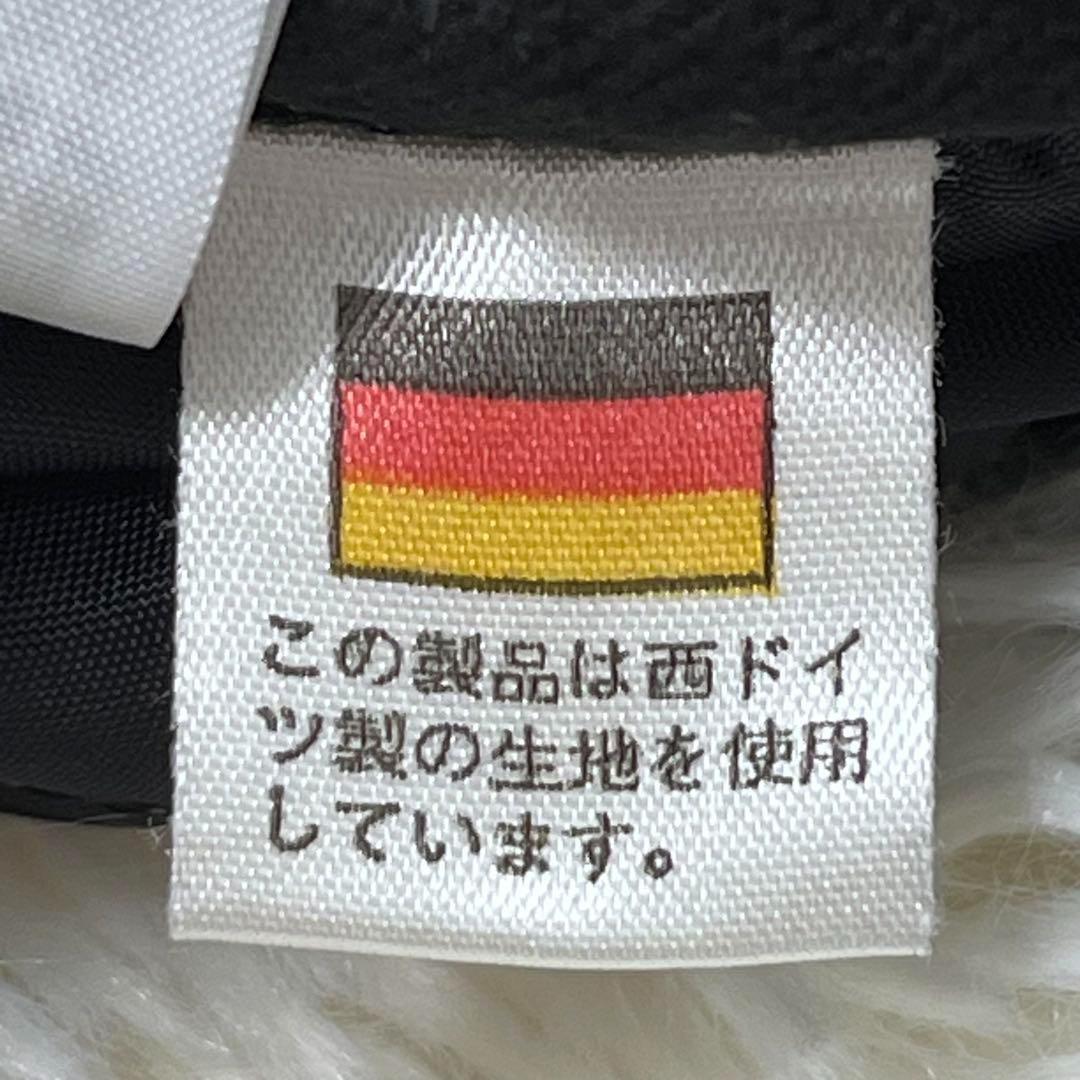 この製品は西ドイ
ツ製の生地を使用
しています。